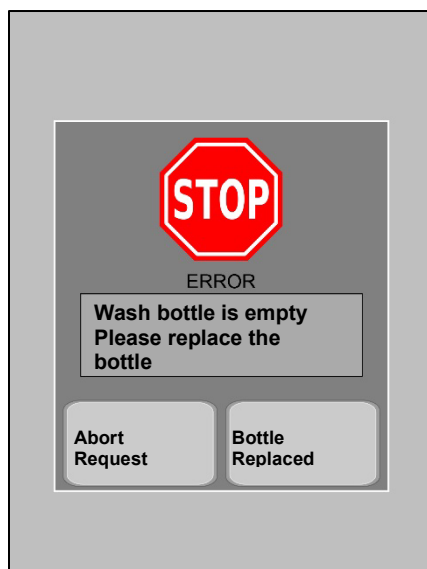 STOP
ERROR
Wash bottle is empty
Please replace the
bottle
Abort
Request
Bottle
Replaced